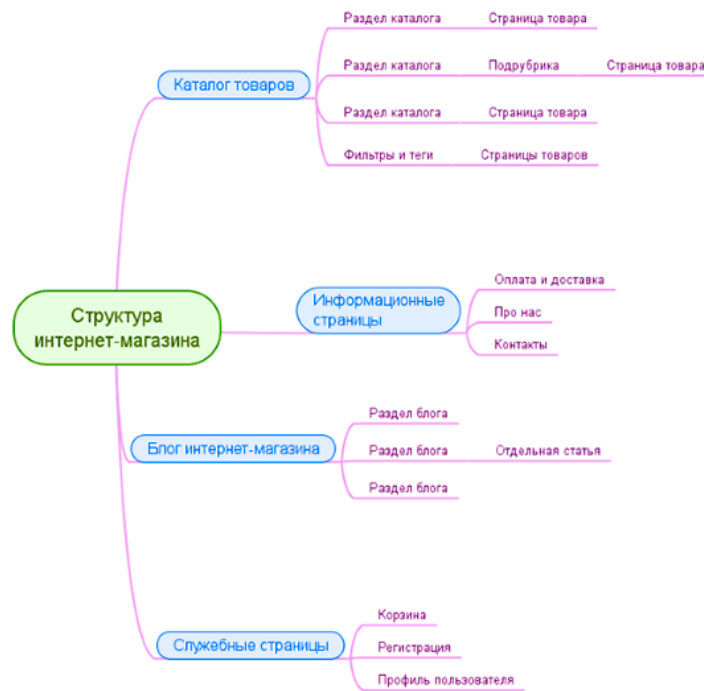 Раздел каталога
Страница товара
Раздел каталога
Подрубрика
Страница товара
Каталог товаров
Раздел каталога
Страница товара
Фильтры и теги
Страницы товаров
Структура
интернет-магазина
Информационные
страницы
Оплата и доставка
Про нас
Контакты
Блог интернет-магазина
Раздел блога
Раздел блога
Отдельная статья
Раздел блога
Служебные страницы
Корзина
Регистрация
Профиль пользователя